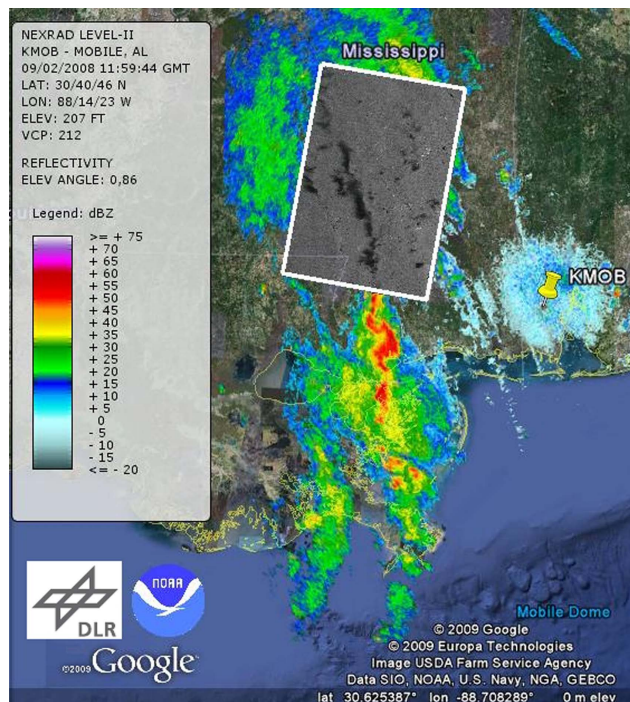 NEXRAD LEVEL-II
KMOB - MOBILE, AL
09/02/2008 11:59:44 GMT
LAT: 30/40/46 N
LON: 88/14/23 W
ELEV: 207 FT
VCP: 212
REFLECTIVITY
ELEV ANGLE: 0,86
Legend: dBZ
>= + 75
+ 70
+ 65
+ 60
+ 55
+ 50
+ 45
+ 40
+ 35
+ 30
+ 25
+ 20
+ 15
+ 10
+ 5
0
- 5
- 10
- 15
<= - 20
Mississippi
KMOB
Mobile Dome
DLR
NOAA
©2009 Google
© 2009 Google
© 2009 Europa Technologies
Image USDA Farm Service Agency
Data SIO, NOAA, U.S. Navy, NGA, GEBCO
lat 30.625387° lon -88.708289° 0 m elev